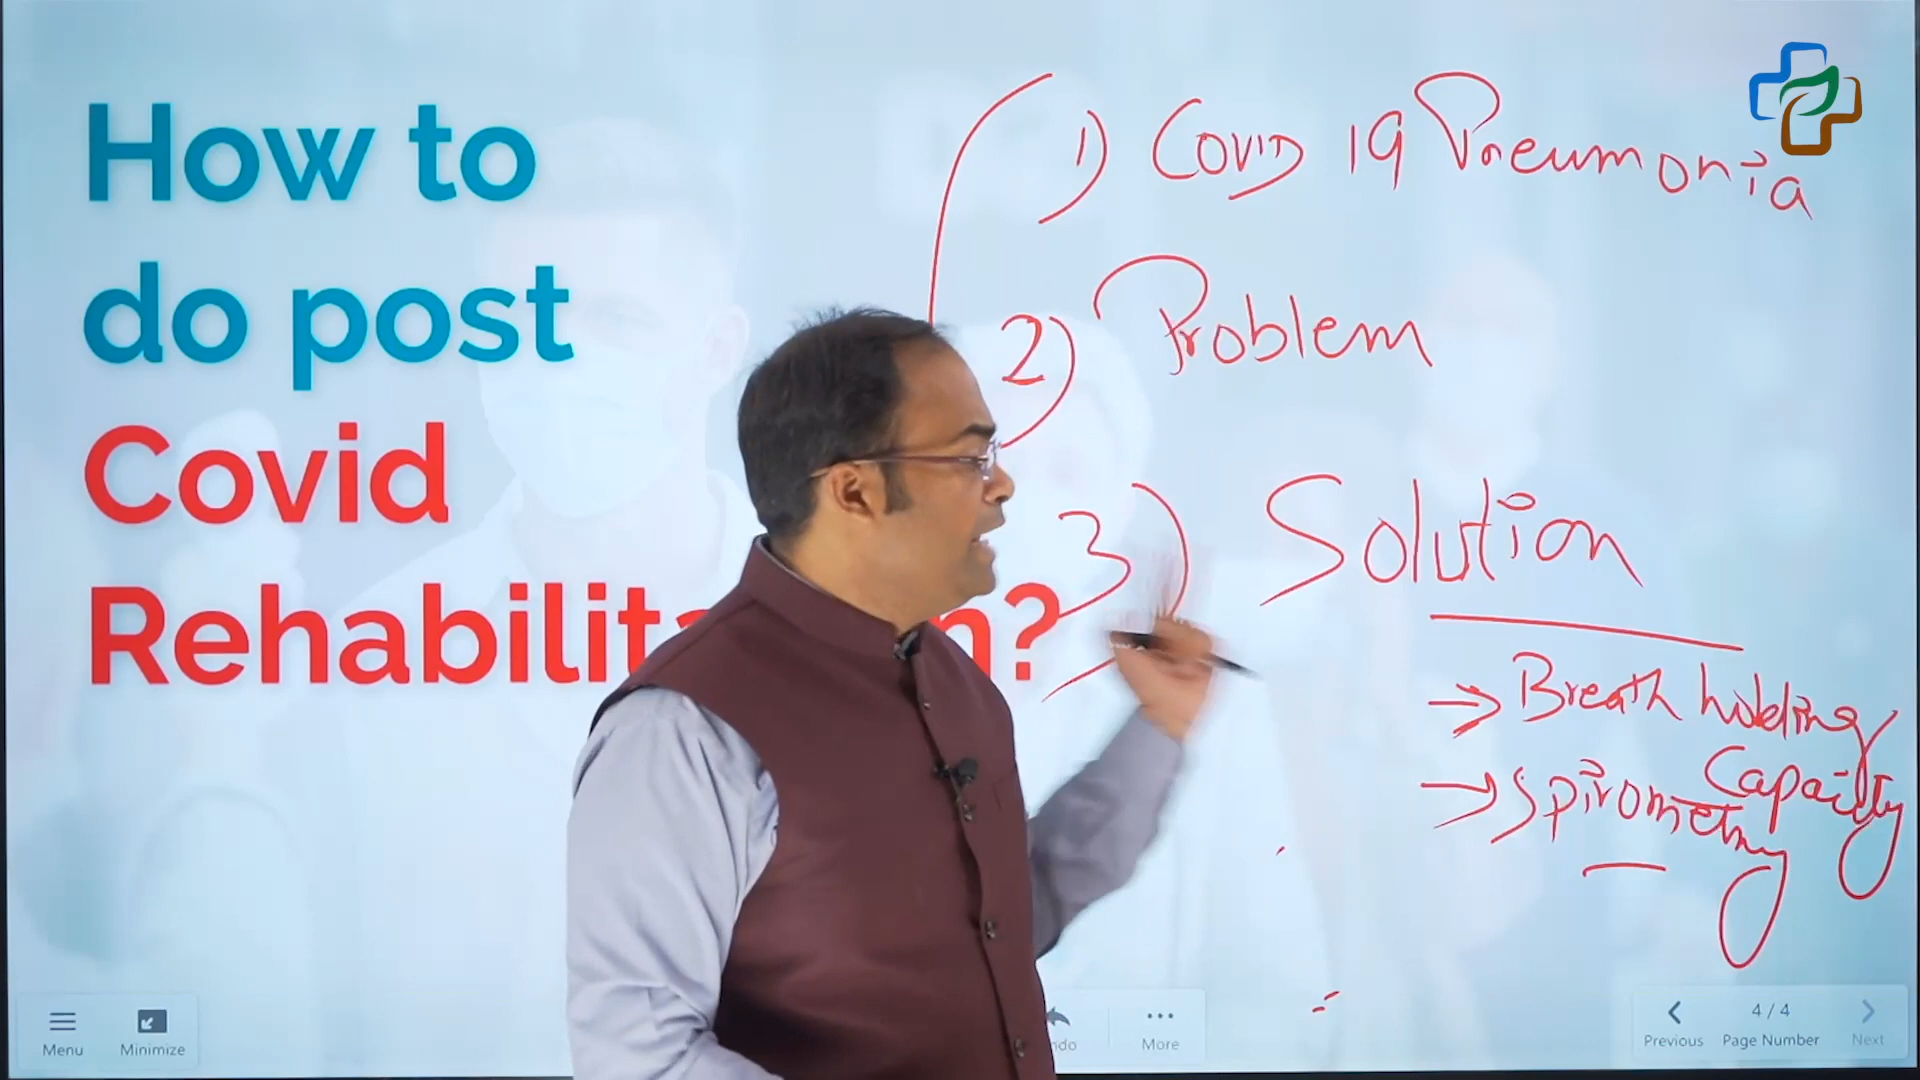 How to
do post
Covid
Rehabilit n?
1) Covid 19 Pneumonia
2) Problem
3) Solution
→ Breath holding
Capacity
→ Spirometry
Menu
Minimize
More
4 / 4
Previous
Page Number
Next